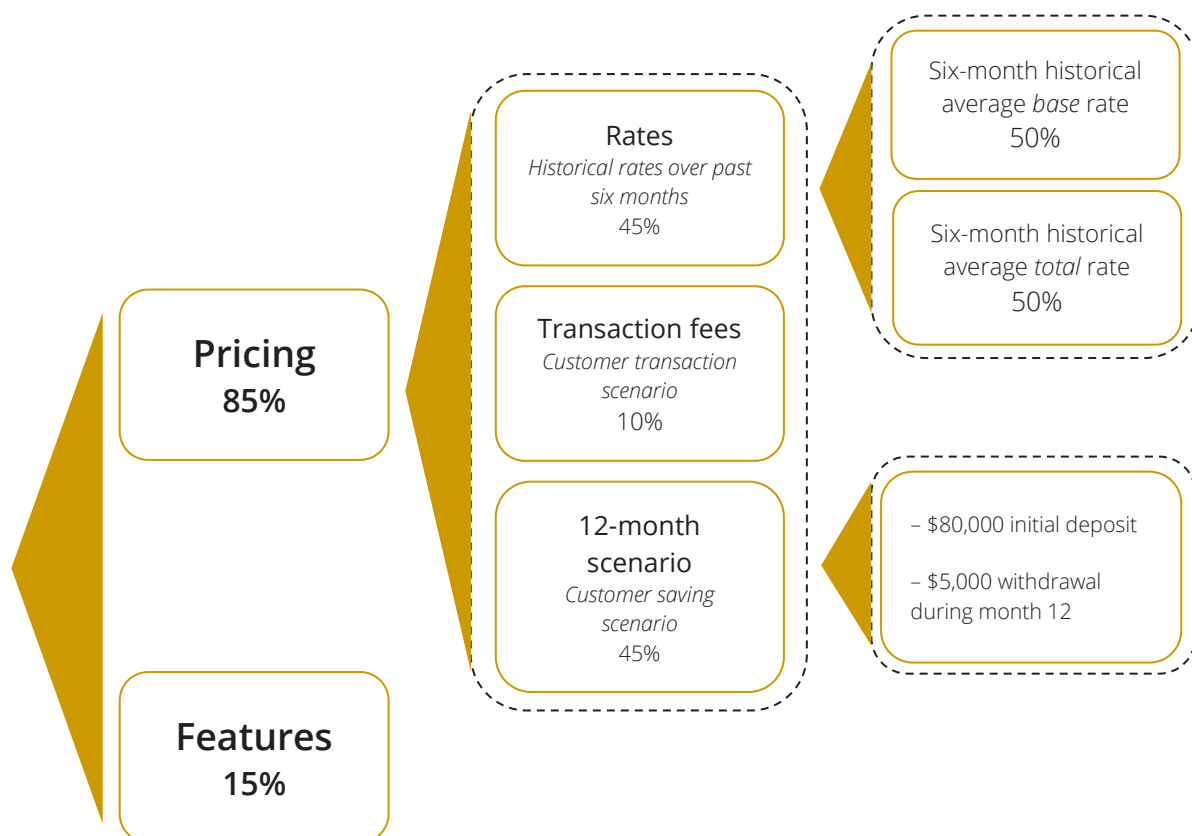 Pricing
85%
Features
15%
Rates
Historical rates over past
six months
45%
Transaction fees
Customer transaction
scenario
10%
12-month
scenario
Customer saving
scenario
45%
Six-month historical
average base rate
50%
Six-month historical
average total rate
50%
– $80,000 initial deposit
– $5,000 withdrawal
during month 12